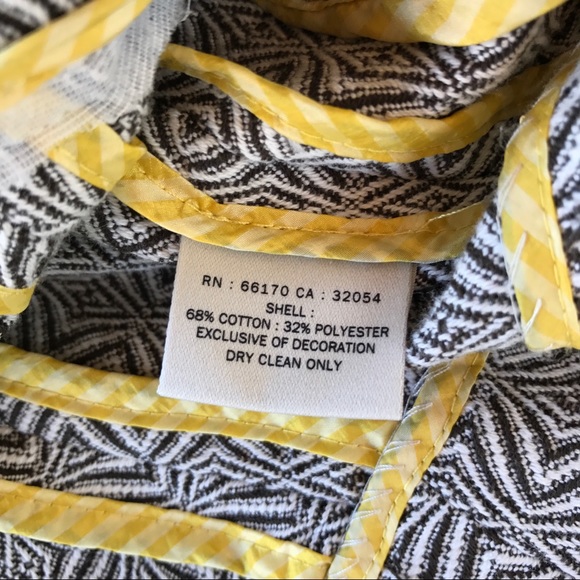 RN : 66170 CA : 32054
SHELL :
68% COTTON : 32% POLYESTER
EXCLUSIVE OF DECORATION
DRY CLEAN ONLY